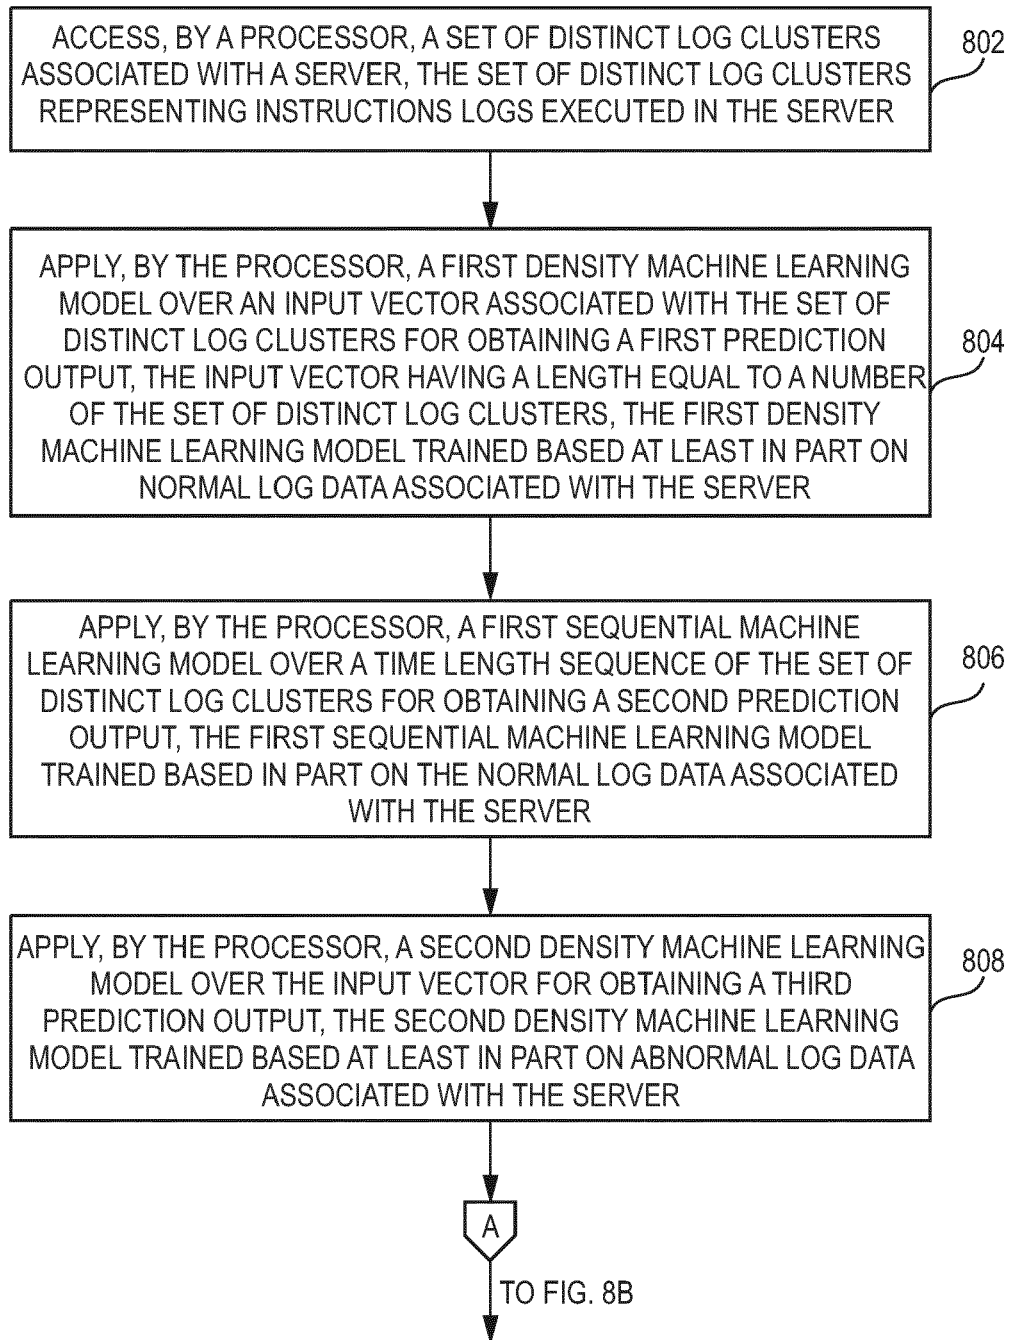 ACCESS, BY A PROCESSOR, A SET OF DISTINCT LOG CLUSTERS
ASSOCIATED WITH A SERVER, THE SET OF DISTINCT LOG CLUSTERS
REPRESENTING INSTRUCTIONS LOGS EXECUTED IN THE SERVER
802
APPLY, BY THE PROCESSOR, A FIRST DENSITY MACHINE LEARNING
MODEL OVER AN INPUT VECTOR ASSOCIATED WITH THE SET OF
DISTINCT LOG CLUSTERS FOR OBTAINING A FIRST PREDICTION
OUTPUT, THE INPUT VECTOR HAVING A LENGTH EQUAL TO A NUMBER
OF THE SET OF DISTINCT LOG CLUSTERS, THE FIRST DENSITY
MACHINE LEARNING MODEL TRAINED BASED AT LEAST IN PART ON
NORMAL LOG DATA ASSOCIATED WITH THE SERVER
804
APPLY, BY THE PROCESSOR, A FIRST SEQUENTIAL MACHINE
LEARNING MODEL OVER A TIME LENGTH SEQUENCE OF THE SET OF
DISTINCT LOG CLUSTERS FOR OBTAINING A SECOND PREDICTION
OUTPUT, THE FIRST SEQUENTIAL MACHINE LEARNING MODEL
TRAINED BASED IN PART ON THE NORMAL LOG DATA ASSOCIATED
WITH THE SERVER
806
APPLY, BY THE PROCESSOR, A SECOND DENSITY MACHINE LEARNING
MODEL OVER THE INPUT VECTOR FOR OBTAINING A THIRD
PREDICTION OUTPUT, THE SECOND DENSITY MACHINE LEARNING
MODEL TRAINED BASED AT LEAST IN PART ON ABNORMAL LOG DATA
ASSOCIATED WITH THE SERVER
808
A
TO FIG. 8B